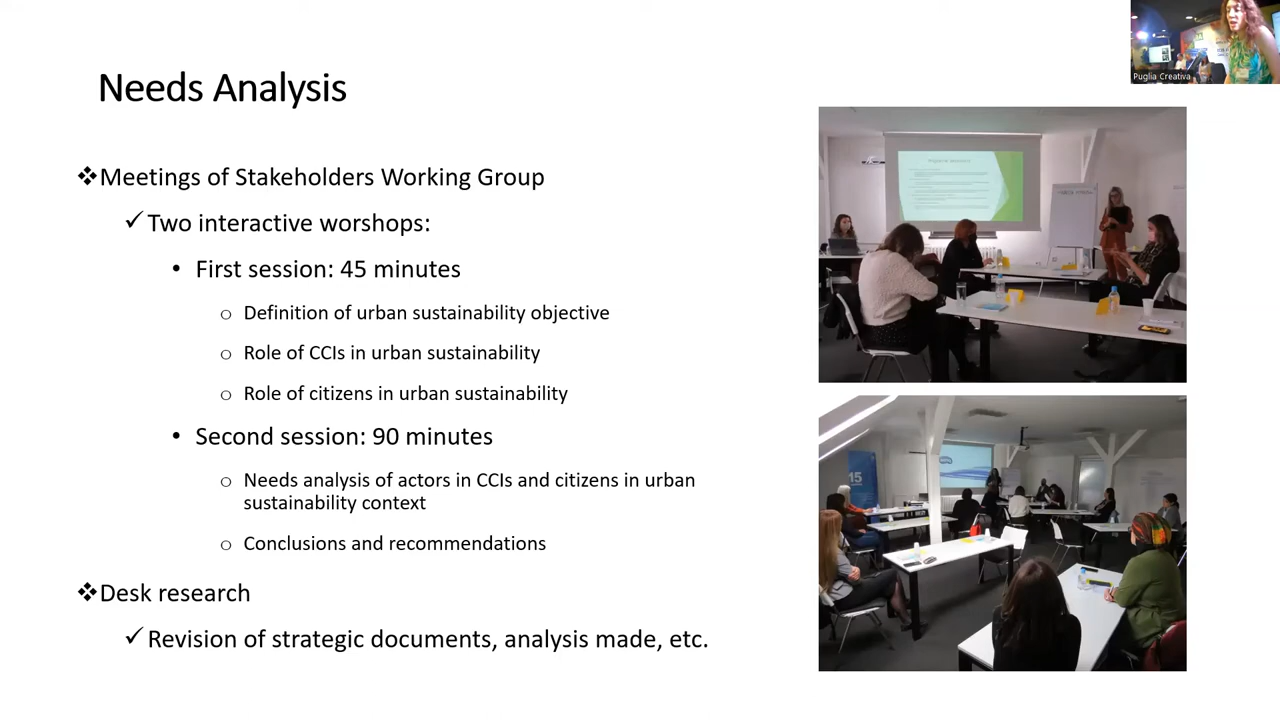 Puglia Creativa
Needs Analysis
❖Meetings of Stakeholders Working Group
✓Two interactive worshops:
• First session: 45 minutes
o Definition of urban sustainability objective
o Role of CCIs in urban sustainability
o Role of citizens in urban sustainability
• Second session: 90 minutes
o Needs analysis of actors in CCIs and citizens in urban
sustainability context
o Conclusions and recommendations
❖Desk research
✓Revision of strategic documents, analysis made, etc.
15